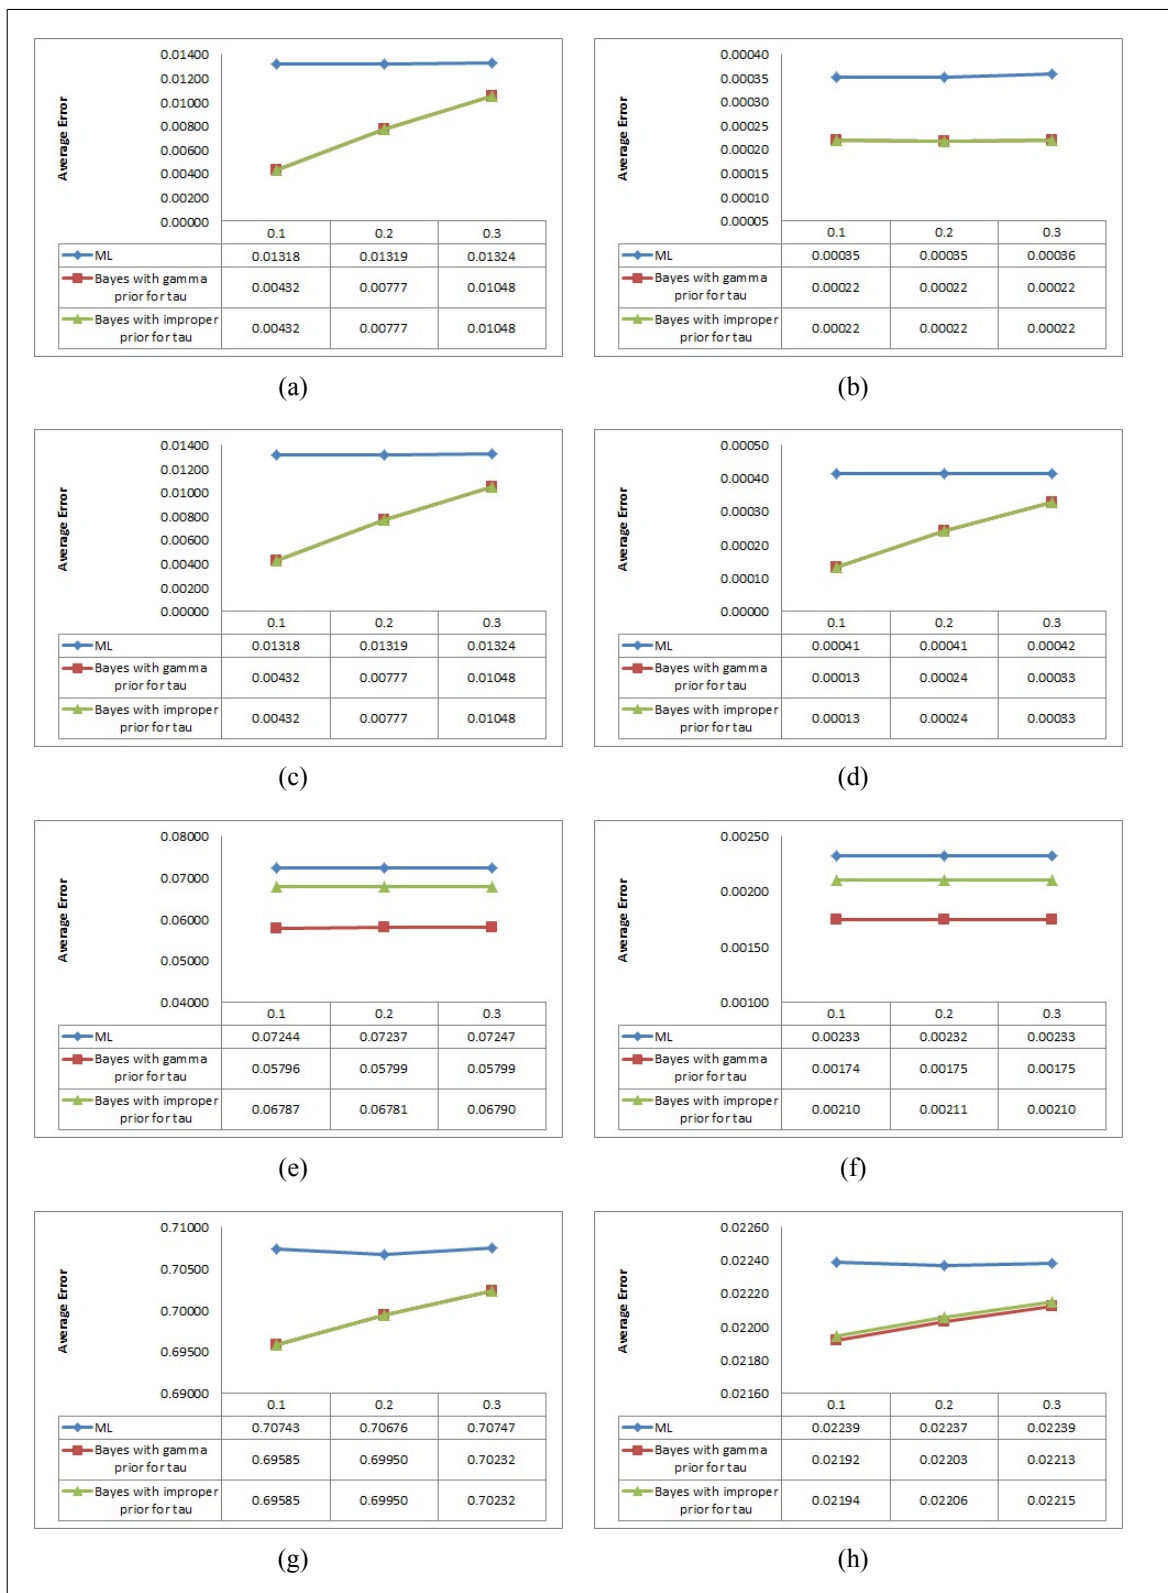 Average Error
0.01400
0.01200
0.01000
0.00800
0.00600
0.00400
0.00200
0.00000
0.1 0.2 0.3
ML 0.01318 0.01319 0.01324
Bayes with gamma
prior for tau 0.00432 0.00777 0.01048
Bayes with improper
prior for tau 0.00432 0.00777 0.01048
(a)
Average Error
0.00040
0.00035
0.00030
0.00025
0.00020
0.00015
0.00010
0.00005
0.1 0.2 0.3
ML 0.00035 0.00035 0.00036
Bayes with gamma
prior for tau 0.00022 0.00022 0.00022
Bayes with improper
prior for tau 0.00022 0.00022 0.00022
(b)
Average Error
0.01400
0.01200
0.01000
0.00800
0.00600
0.00400
0.00200
0.00000
0.1 0.2 0.3
ML 0.01318 0.01319 0.01324
Bayes with gamma
prior for tau 0.00432 0.00777 0.01048
Bayes with improper
prior for tau 0.00432 0.00777 0.01048
(c)
Average Error
0.00050
0.00040
0.00030
0.00020
0.00010
0.00000
0.1 0.2 0.3
ML 0.00041 0.00041 0.00042
Bayes with gamma
prior for tau 0.00013 0.00024 0.00033
Bayes with improper
prior for tau 0.00013 0.00024 0.00033
(d)
Average Error
0.08000
0.07000
0.06000
0.05000
0.04000
0.1 0.2 0.3
ML 0.07244 0.07237 0.07247
Bayes with gamma
prior for tau 0.05796 0.05799 0.05799
Bayes with improper
prior for tau 0.06787 0.06781 0.06790
(e)
Average Error
0.00250
0.00200
0.00150
0.00100
0.1 0.2 0.3
ML 0.00233 0.00232 0.00233
Bayes with gamma
prior for tau 0.00174 0.00175 0.00175
Bayes with improper
prior for tau 0.00210 0.00211 0.00210
(f)
Average Error
0.71000
0.70500
0.70000
0.69500
0.69000
0.1 0.2 0.3
ML 0.70743 0.70676 0.70747
Bayes with gamma
prior for tau 0.69585 0.69950 0.70232
Bayes with improper
prior for tau 0.69585 0.69950 0.70232
(g)
Average Error
0.02260
0.02240
0.02220
0.02200
0.02180
0.02160
0.1 0.2 0.3
ML 0.02239 0.02237 0.02239
Bayes with gamma
prior for tau 0.02192 0.02203 0.02213
Bayes with improper
prior for tau 0.02194 0.02206 0.02215
(h)